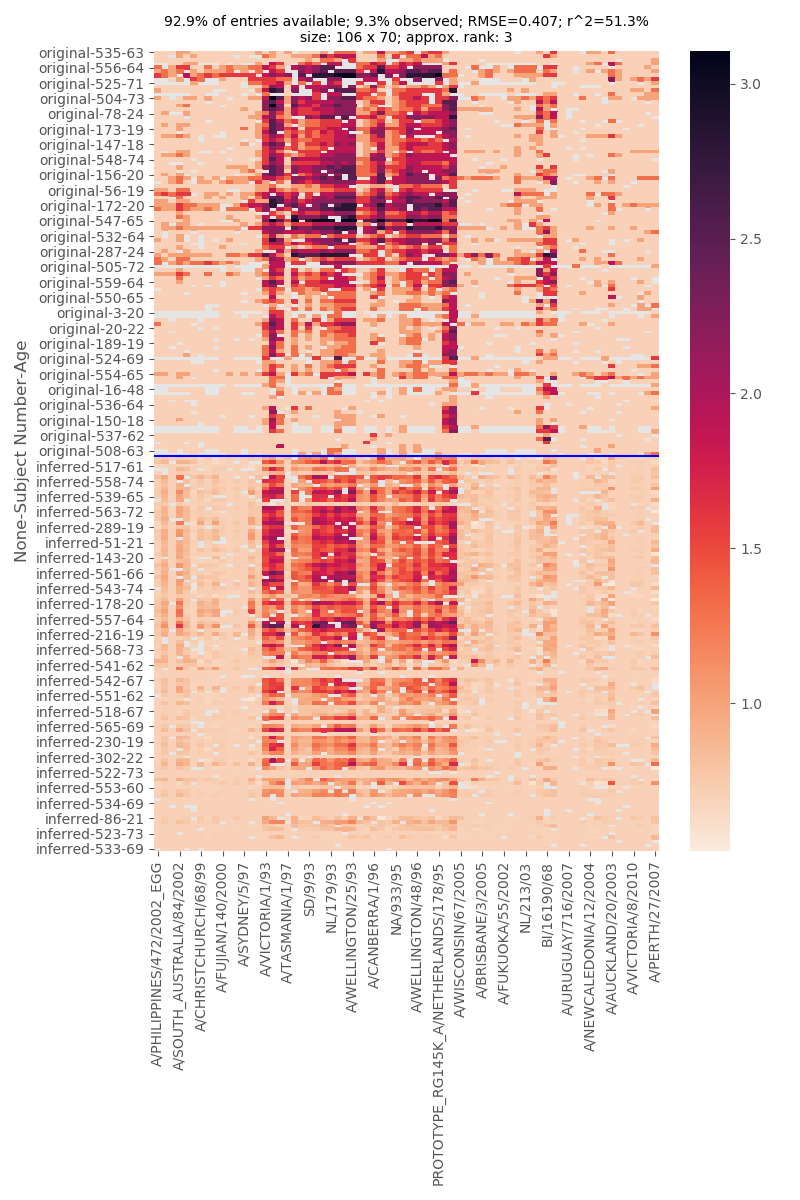 92.9% of entries available; 9.3% observed; RMSE=0.407; r^2=51.3%
size: 106 x 70; approx. rank: 3
None-Subject Number-Age
original-535-63
original-556-64
original-525-71
original-504-73
original-78-24
original-173-19
original-147-18
original-548-74
original-156-20
original-56-19
original-172-20
original-547-65
original-532-64
original-287-24
original-505-72
original-559-64
original-550-65
original-3-20
original-20-22
original-189-19
original-524-69
original-554-65
original-16-48
original-536-64
original-150-18
original-537-62
original-508-63
inferred-517-61
inferred-558-74
inferred-539-65
inferred-563-72
inferred-289-19
inferred-51-21
inferred-143-20
inferred-561-66
inferred-543-74
inferred-178-20
inferred-557-64
inferred-216-19
inferred-568-73
inferred-541-62
inferred-542-67
inferred-551-62
inferred-518-67
inferred-565-69
inferred-230-19
inferred-302-22
inferred-522-73
inferred-553-60
inferred-534-69
inferred-86-21
inferred-523-73
inferred-533-69
A/PHILIPPINES/472/2002_EGG
A/SOUTH_AUSTRALIA/84/2002
A/CHRISTCHURCH/68/99
A/FUJIAN/140/2000
A/SYDNEY/5/97
A/VICTORIA/1/93
A/TASMANIA/1/97
SD/9/93
NL/179/93
A/WELLINGTON/25/93
A/CANBERRA/1/96
NA/933/95
A/WELLINGTON/48/96
PROTOTYPE_RG145K_A/NETHERLANDS/178/95
A/WISCONSIN/67/2005
A/BRISBANE/3/2005
A/FUKUOKA/55/2002
NL/213/03
BI/16190/68
A/URUGUAY/716/2007
A/NEWCALEDONIA/12/2004
A/AUCKLAND/20/2003
A/VICTORIA/8/2010
A/PERTH/27/2007
3.0
2.5
2.0
1.5
1.0